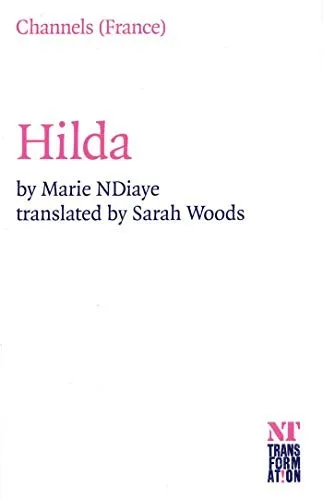 Channels (France)
Hilda
by Marie NDiaye
translated by Sarah Woods
NT
TRANS
FORM
AT!ON